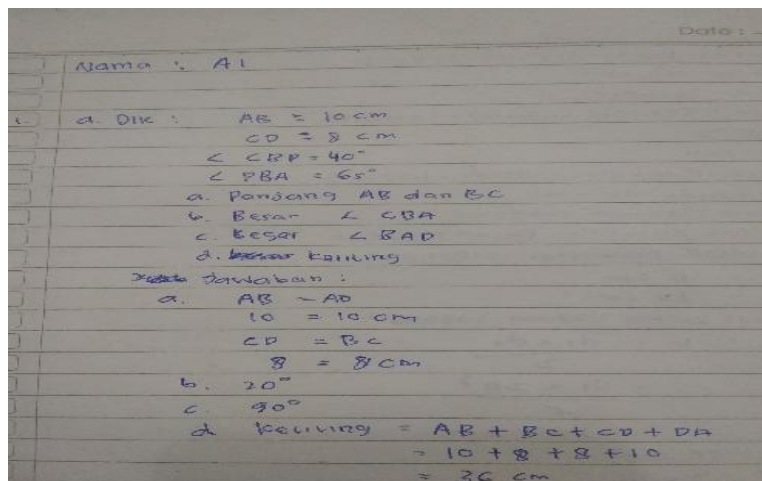 Date :
Nama : A1
1. a. Dik : AB = 10 cm
CD = 8 cm
< CBD = 40°
< DBA = 65°
a. Panjang AB dan BC
b. Besar < CBA
c. Besar < BAD
d. keliling
Jawaban :
a. AB = AD
10 = 10 cm
CD = BC
8 = 8 cm
b. 20°
c. 90°
d. keliling = AB + BC + CD + DA
= 10 + 8 + 8 + 10
= 36 cm